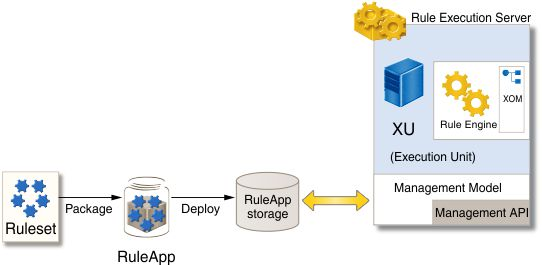 Rule Execution Server
XOM
Rule Engine
XU
(Execution Unit)
Management Model
Management API
Ruleset
Package
RuleApp
Deploy
RuleApp
storage